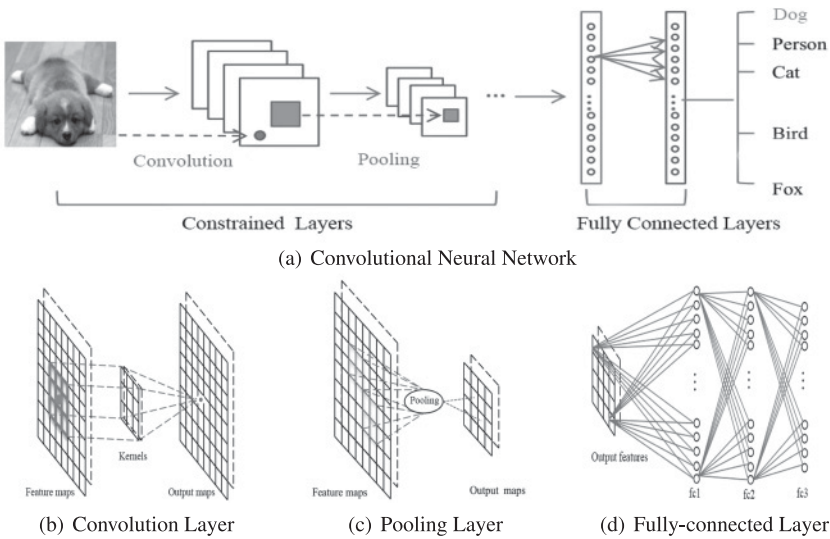 Dog
Person
Cat
Bird
Fox
Convolution
Pooling
Constrained Layers
Fully Connected Layers
(a) Convolutional Neural Network
Feature maps
Kernels
Output maps
(b) Convolution Layer
Pooling
Feature maps
Output maps
(c) Pooling Layer
Output features
fc1 fc2 fc3
(d) Fully-connected Layer